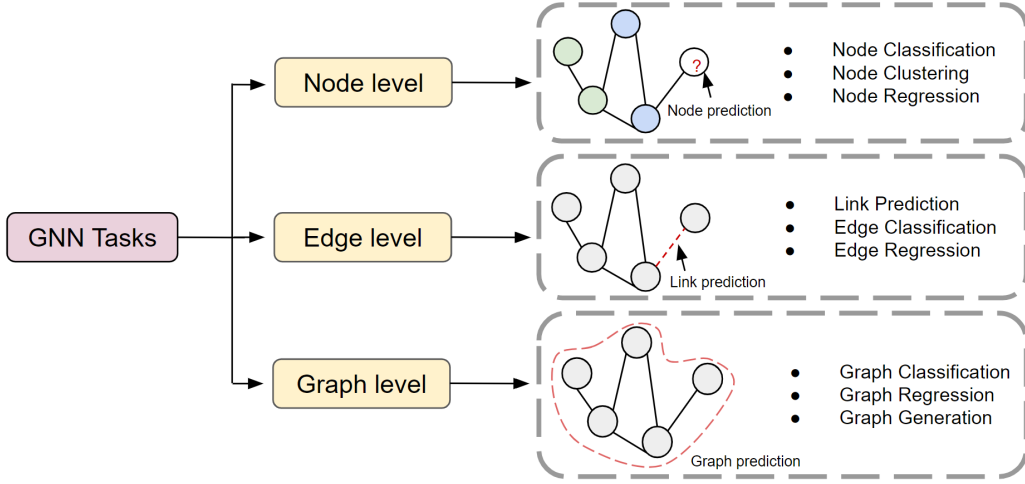 GNN Tasks
Node level
?
Node prediction
● Node Classification
● Node Clustering
● Node Regression
Edge level
Link prediction
● Link Prediction
● Edge Classification
● Edge Regression
Graph level
Graph prediction
● Graph Classification
● Graph Regression
● Graph Generation